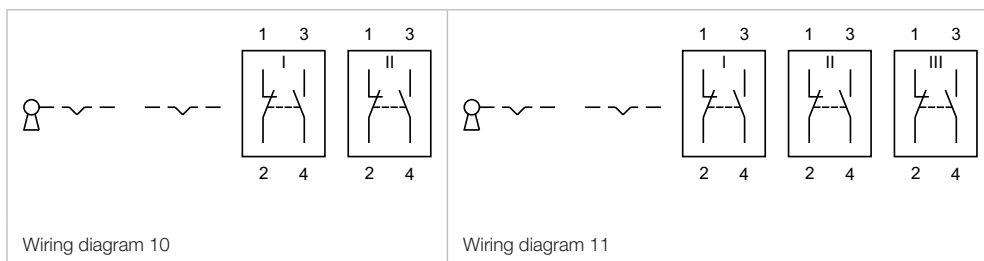 1 3 1 3
I II
2 4 2 4
Wiring diagram 10
1 3 1 3 1 3
I II III
2 4 2 4 2 4
Wiring diagram 11